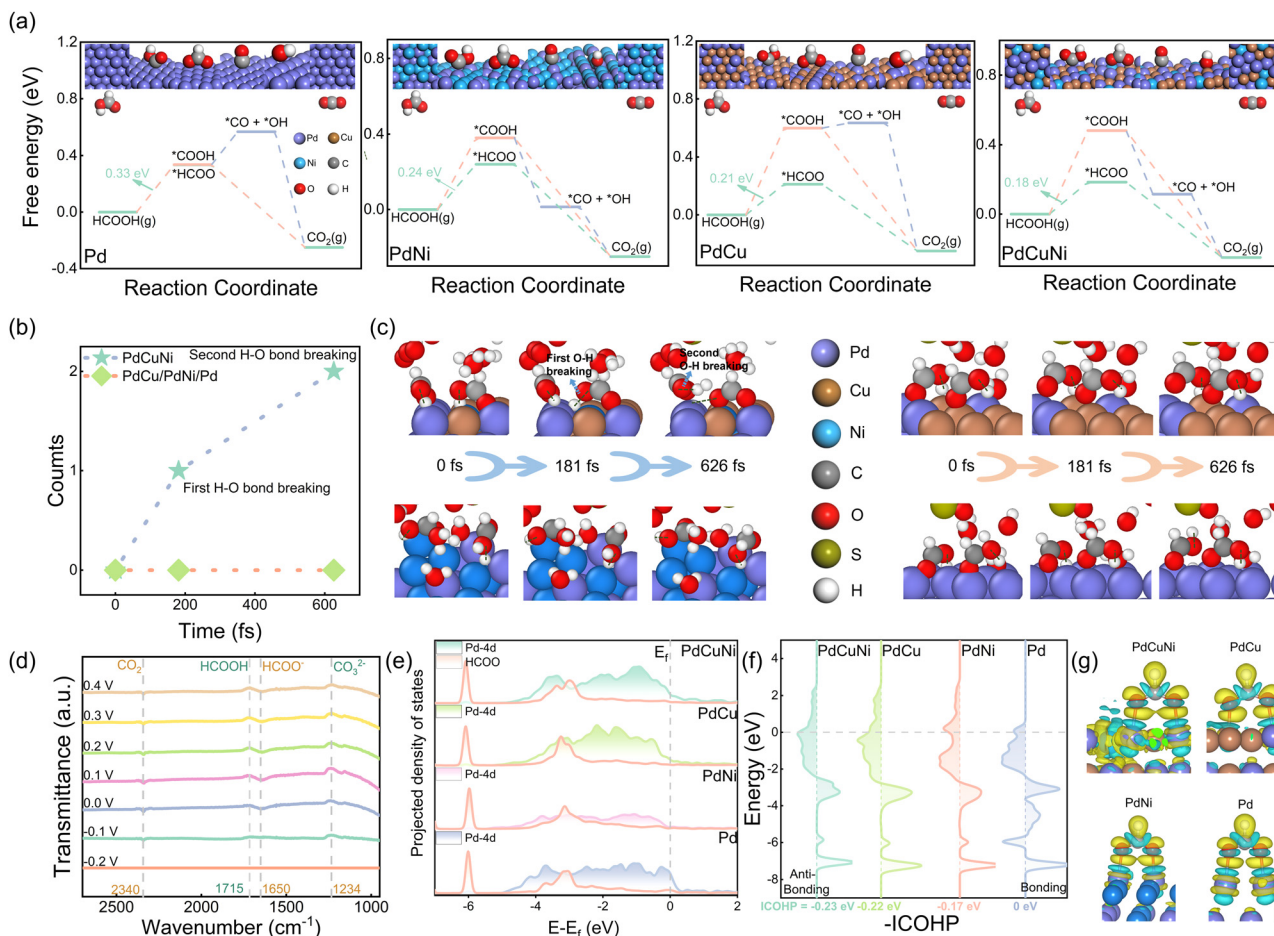 (a)
Free energy (eV)
1.2
0.8
0.4
0.0
-0.4
HCOOH(g)
0.33 eV
*COOH
*HCOO
*CO + *OH
CO2(g)
Pd
Cu
Ni
C
O
H
Pd
Reaction Coordinate
0.8
0.4
0.0
HCOOH(g)
0.24 eV
*COOH
*HCOO
*CO + *OH
CO2(g)
PdNi
Reaction Coordinate
1.2
0.9
0.6
0.3
0.0
HCOOH(g)
0.21 eV
*COOH
*HCOO
*CO + *OH
CO2(g)
PdCu
Reaction Coordinate
0.8
0.4
0.0
HCOOH(g)
0.18 eV
*COOH
*HCOO
*CO + *OH
CO2(g)
PdCuNi
Reaction Coordinate
(b)
Counts
2
1
0
PdCuNi
PdCu/PdNi/Pd
Second H-O bond breaking
First H-O bond breaking
0
200
400
600
Time (fs)
(c)
First O-H
breaking
Second
O-H breaking
0 fs
181 fs
626 fs
Pd
Cu
Ni
C
O
S
H
0 fs
181 fs
626 fs
(d)
Transmittance (a.u.)
CO2
HCOOH
HCOO-
CO3 2-
0.4 V
0.3 V
0.2 V
0.1 V
0.0 V
-0.1 V
-0.2 V
2340
1715
1650
1234
2500
2000
1500
1000
Wavenumber (cm-1)
(e)
Projected density of states
Pd-4d
HCOO
Ef
PdCuNi
Pd-4d
PdCu
Pd-4d
PdNi
Pd-4d
Pd
-6
-4
-2
0
2
E-Ef (eV)
(f)
Energy (eV)
4
2
0
-2
-4
-6
-8
PdCuNi
PdCu
PdNi
Pd
Anti-
Bonding
Bonding
ICOHP = -0.23 eV
-0.22 eV
-0.17 eV
0 eV
-ICOHP
(g)
PdCuNi
PdCu
PdNi
Pd